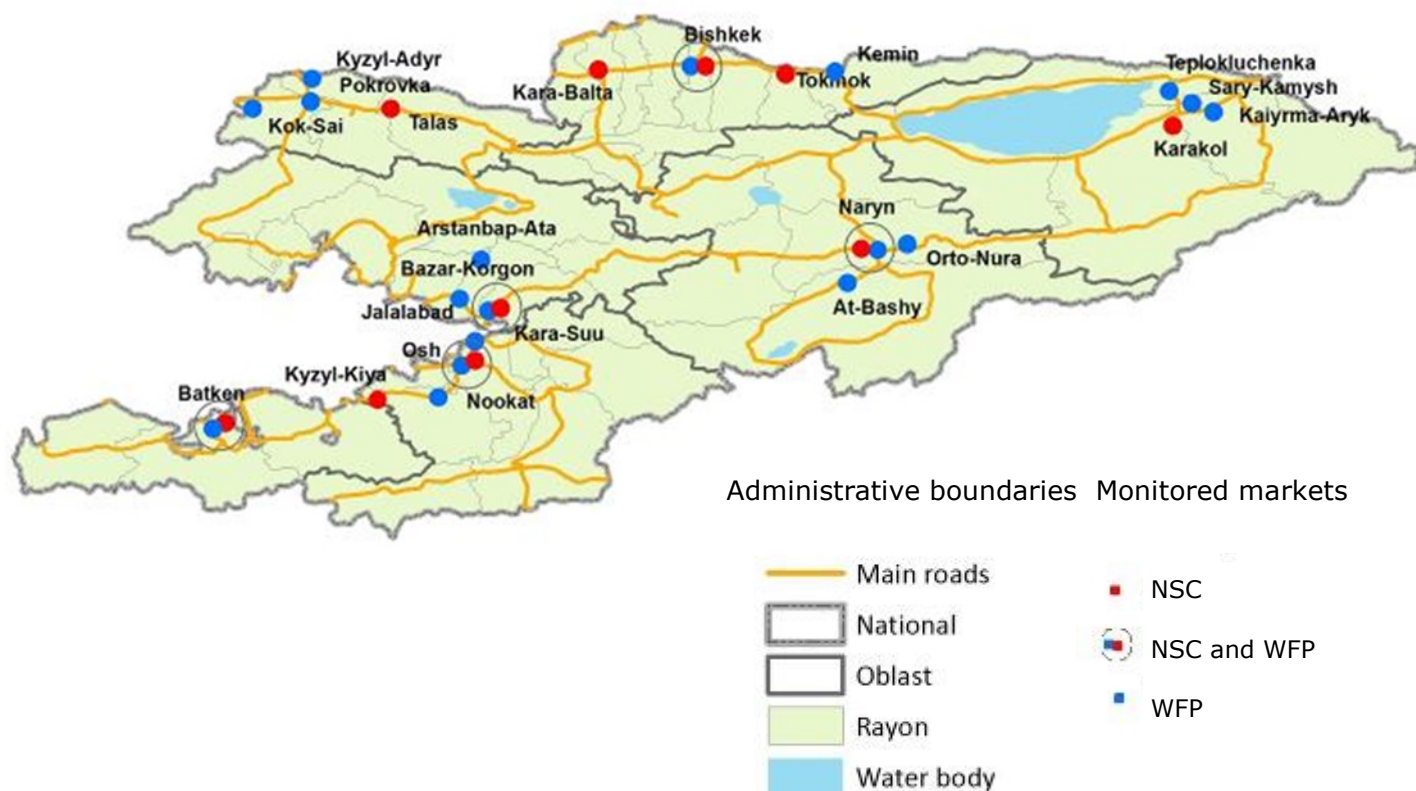 Bishkek
Kemin
Kyzyl-Adyr
Teplokluchenka
Pokrovka
Tokmok
Sary-Kamysh
Kara-Balta
Kok-Sai
Talas
Kaiyrma-Aryk
Karakol
Naryn
Arstanbap-Ata
Orto-Nura
Bazar-Korgon
At-Bashy
Jalalabad
Kara-Suu
Osh
Kyzyl-Kiya
Batken
Nookat
Administrative boundaries Monitored markets
Main roads
NSC
National
NSC and WFP
Oblast
WFP
Rayon
Water body